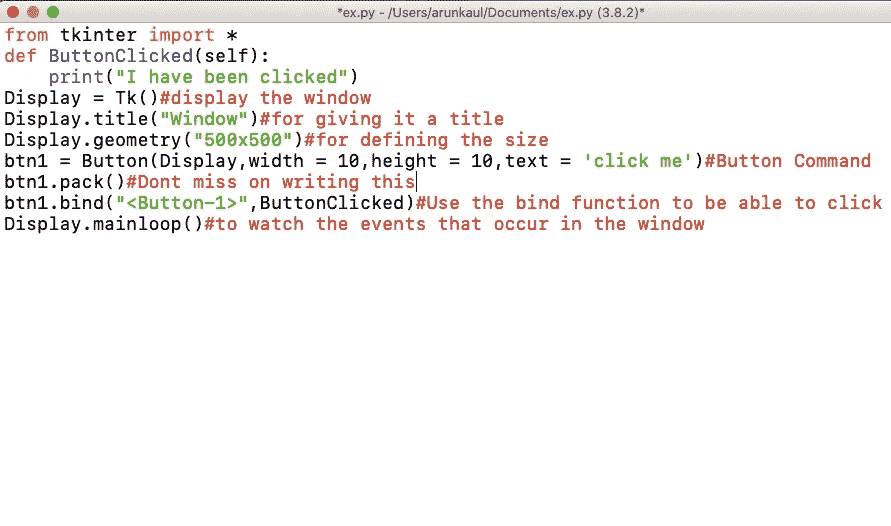 *ex.py - /Users/arunkaul/Documents/ex.py (3.8.2)*
from tkinter import *
def ButtonClicked(self):
    print("I have been clicked")
Display = Tk()#display the window
Display.title("Window")#for giving it a title
Display.geometry("500x500")#for defining the size
btn1 = Button(Display,width = 10,height = 10,text = 'click me')#Button Command
btn1.pack()#Dont miss on writing this
btn1.bind("<Button-1>",ButtonClicked)#Use the bind function to be able to click
Display.mainloop()#to watch the events that occur in the window